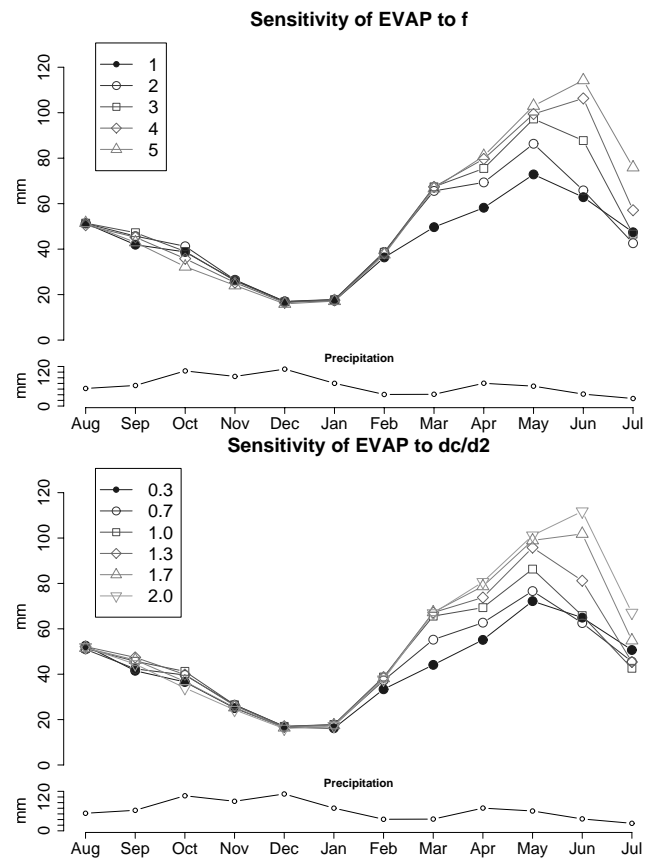 Sensitivity of EVAP to f
1
2
3
4
5
mm
0 20 40 60 80 100 120
Precipitation
mm
0 120
Aug Sep Oct Nov Dec Jan Feb Mar Apr May Jun Jul
Sensitivity of EVAP to dc/d2
0.3
0.7
1.0
1.3
1.7
2.0
mm
0 20 40 60 80 100 120
Precipitation
mm
0 120
Aug Sep Oct Nov Dec Jan Feb Mar Apr May Jun Jul